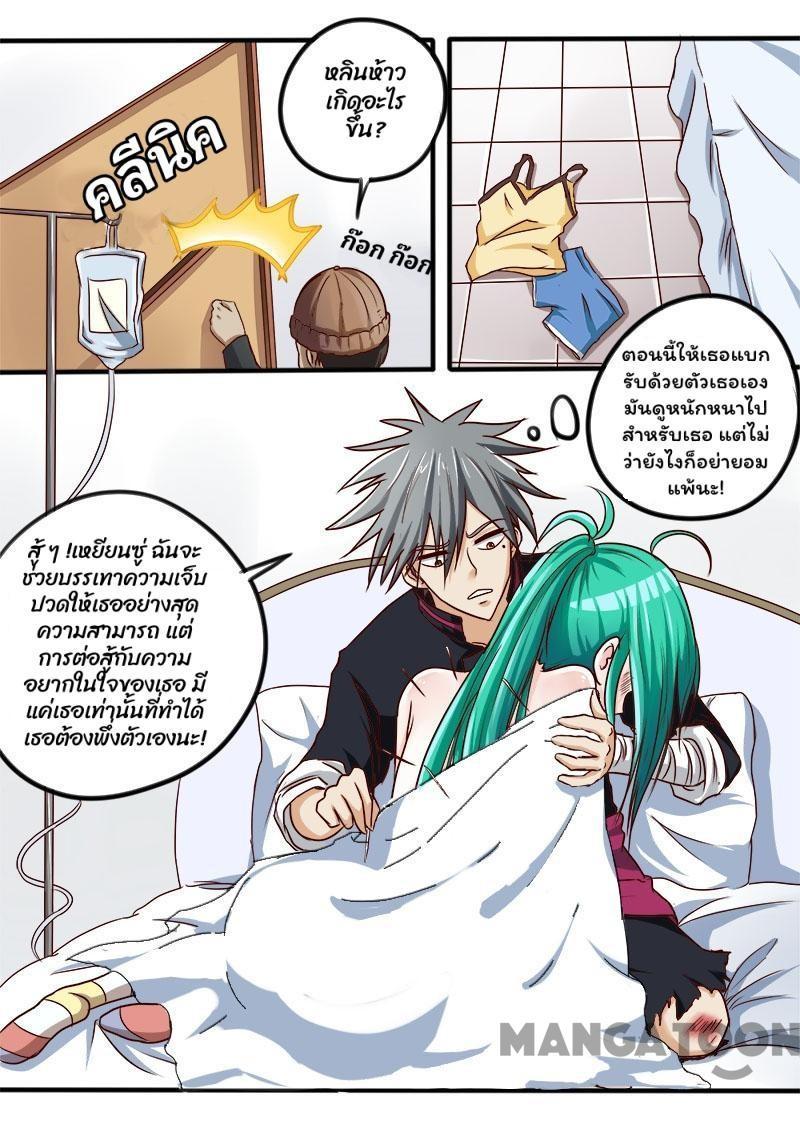 หลินห้าว
เกิดอะไร
ขึ้น?
คลีนิค
ก๊อก ก๊อก
ตอนนี้ให้เธอแบก
รับด้วยตัวเธอเอง
มันดูหนักหนาไป
สำหรับเธอ แต่ไม่
ว่ายังไงก็อย่ายอม
แพ้นะ!
สู้ ๆ !เหยียนซู่ ฉันจะ
ช่วยบรรเทาความเจ็บ
ปวดให้เธออย่างสุด
ความสามารถ แต่
การต่อสู้กับความ
อยากในใจของเธอ มี
แค่เธอเท่านั้นที่ทำได้
เธอต้องพึ่งตัวเองนะ!
MANGATOON